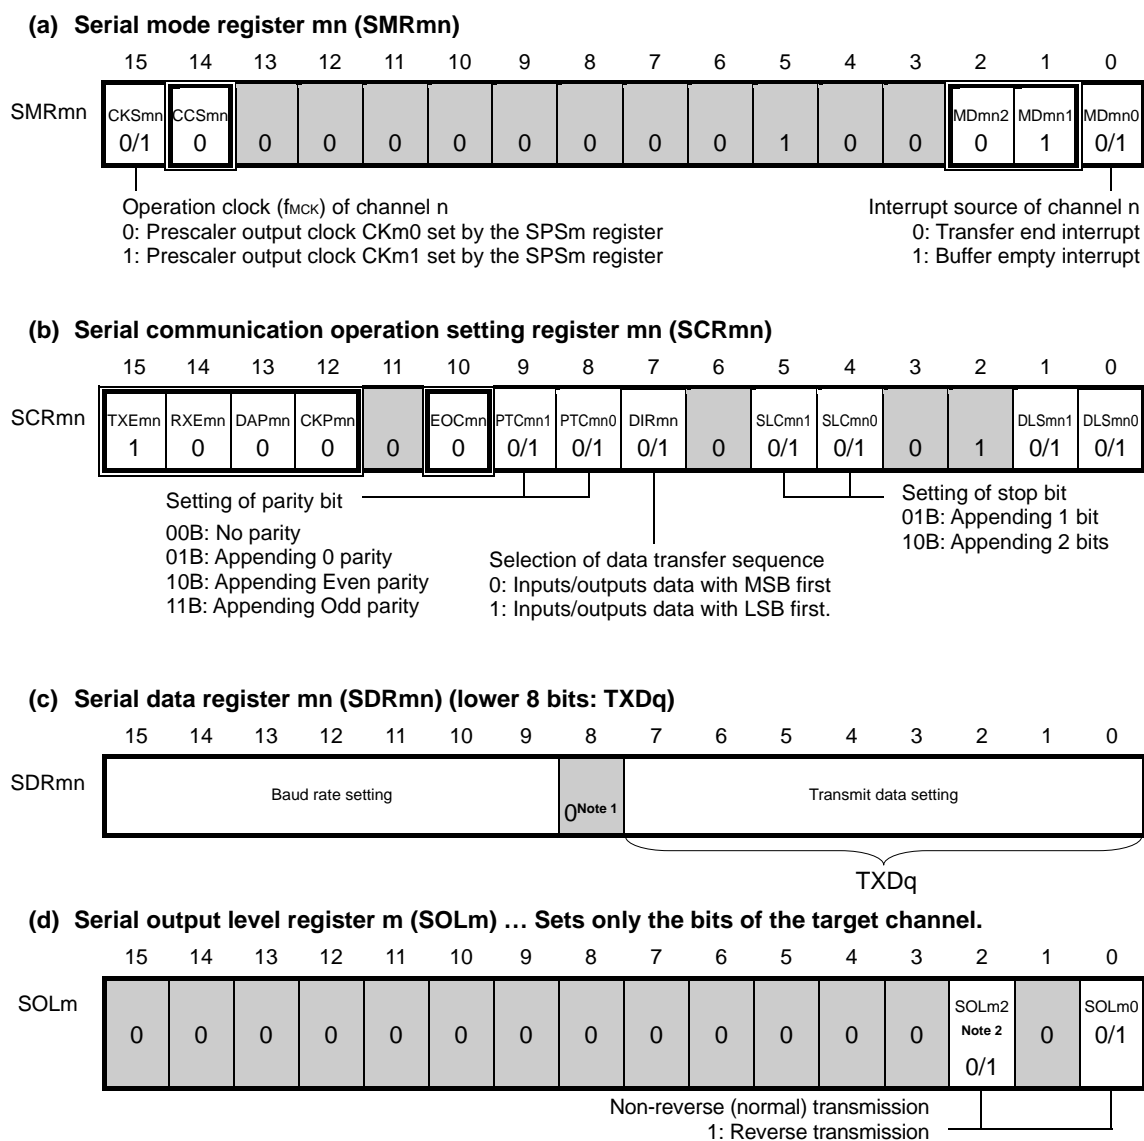 (a) Serial mode register mn (SMRmn)
15 14 13 12 11 10 9 8 7 6 5 4 3 2 1 0
SMRmn
CKSmn CCSmn MDmn2 MDmn1 MDmn0
0/1 0 0 0 0 0 0 0 0 0 1 0 0 0 1 0/1
Operation clock (fMCK) of channel n
0: Prescaler output clock CKm0 set by the SPSm register
1: Prescaler output clock CKm1 set by the SPSm register
Interrupt source of channel n
0: Transfer end interrupt
1: Buffer empty interrupt
(b) Serial communication operation setting register mn (SCRmn)
15 14 13 12 11 10 9 8 7 6 5 4 3 2 1 0
SCRmn
TXEmn RXEmn DAPmn CKPmn EOCmn PTCmn1 PTCmn0 DIRmn SLCmn1 SLCmn0 DLSmn1 DLSmn0
1 0 0 0 0 0 0/1 0/1 0/1 0 0/1 0/1 0 1 0/1 0/1
Setting of parity bit
00B: No parity
01B: Appending 0 parity
10B: Appending Even parity
11B: Appending Odd parity
Selection of data transfer sequence
0: Inputs/outputs data with MSB first
1: Inputs/outputs data with LSB first.
Setting of stop bit
01B: Appending 1 bit
10B: Appending 2 bits
(c) Serial data register mn (SDRmn) (lower 8 bits: TXDq)
15 14 13 12 11 10 9 8 7 6 5 4 3 2 1 0
SDRmn
Baud rate setting
0Note 1
Transmit data setting
TXDq
(d) Serial output level register m (SOLm) … Sets only the bits of the target channel.
15 14 13 12 11 10 9 8 7 6 5 4 3 2 1 0
SOLm
SOLm2 SOLm0
Note 2
0 0 0 0 0 0 0 0 0 0 0 0 0 0/1 0 0/1
Non-reverse (normal) transmission
1: Reverse transmission